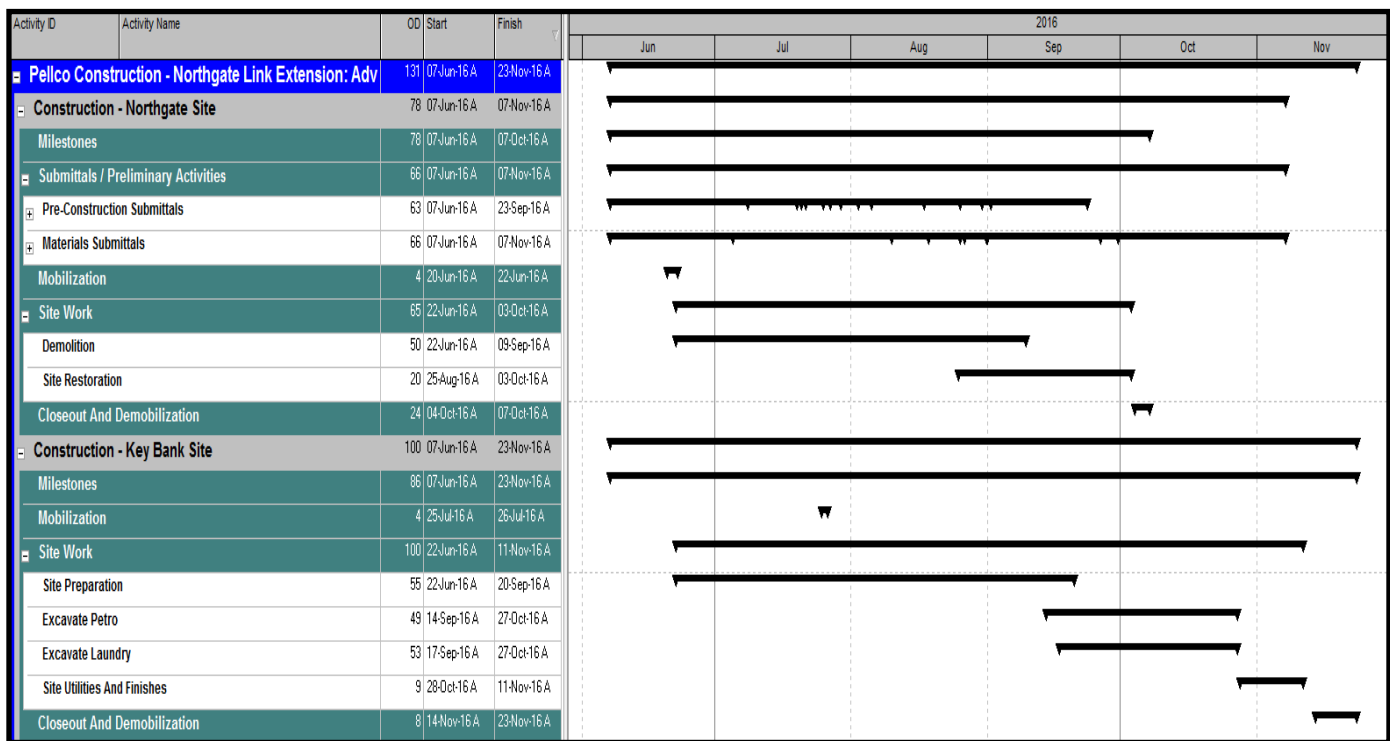 Activity ID Activity Name OD Start Finish 2016
Jun Jul Aug Sep Oct Nov
Pellco Construction - Northgate Link Extension: Adv 131 07-Jun-16 A 23-Nov-16 A
Construction - Northgate Site 78 07-Jun-16 A 07-Nov-16 A
Milestones 78 07-Jun-16 A 07-Oct-16 A
Submittals / Preliminary Activities 66 07-Jun-16 A 07-Nov-16 A
Pre-Construction Submittals 63 07-Jun-16 A 23-Sep-16 A
Materials Submittals 66 07-Jun-16 A 07-Nov-16 A
Mobilization 4 20-Jun-16 A 22-Jun-16 A
Site Work 65 22-Jun-16 A 03-Oct-16 A
Demolition 50 22-Jun-16 A 09-Sep-16 A
Site Restoration 20 25-Aug-16 A 03-Oct-16 A
Closeout And Demobilization 24 04-Oct-16 A 07-Oct-16 A
Construction - Key Bank Site 100 07-Jun-16 A 23-Nov-16 A
Milestones 86 07-Jun-16 A 23-Nov-16 A
Mobilization 4 25-Jul-16 A 26-Jul-16 A
Site Work 100 22-Jun-16 A 11-Nov-16 A
Site Preparation 55 22-Jun-16 A 20-Sep-16 A
Excavate Petro 49 14-Sep-16 A 27-Oct-16 A
Excavate Laundry 53 17-Sep-16 A 27-Oct-16 A
Site Utilities And Finishes 9 28-Oct-16 A 11-Nov-16 A
Closeout And Demobilization 8 14-Nov-16 A 23-Nov-16 A